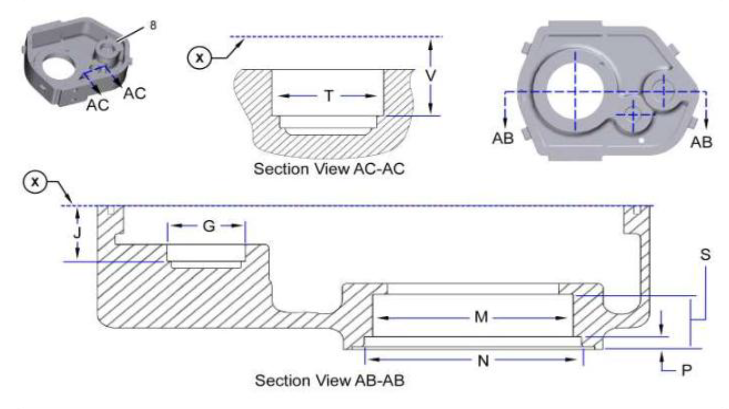 8
AC
AC
X
V
T
Section View AC-AC
AB
AB
X
J
G
S
M
N
P
Section View AB-AB